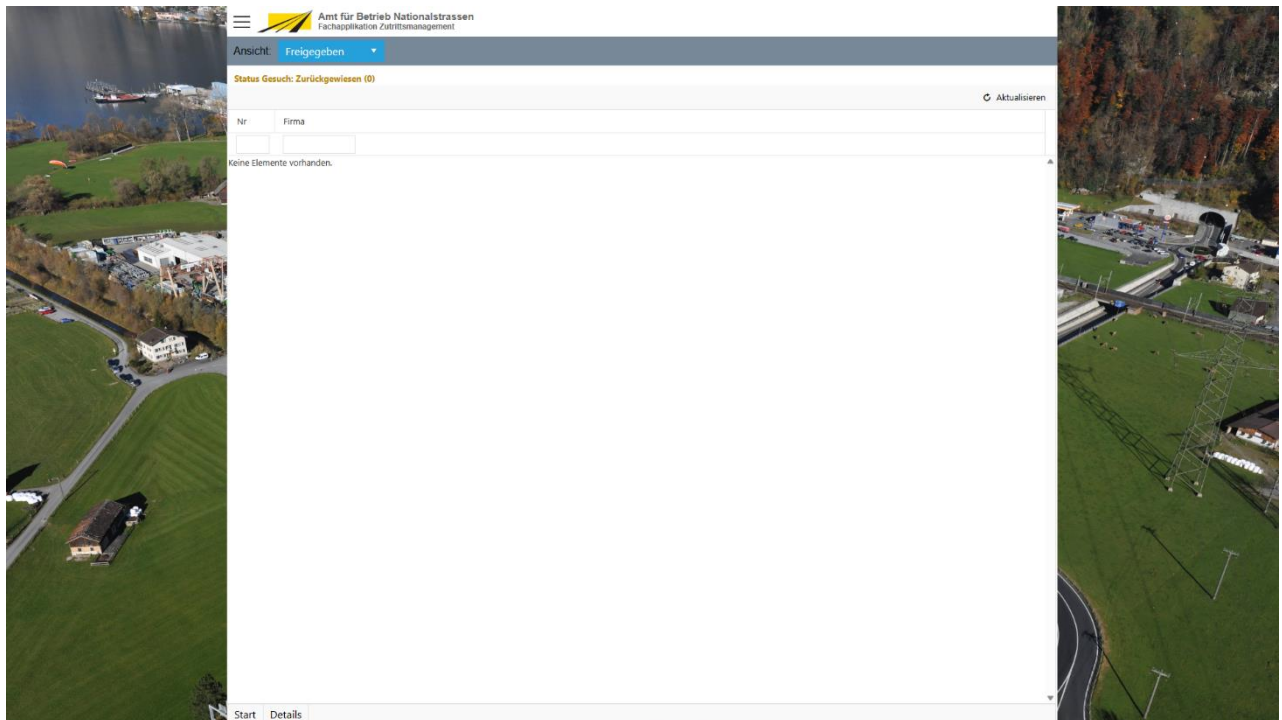 Amt für Betrieb Nationalstrassen
Fachapplikation Zutrittsmanagement
Ansicht: Freigegeben
Status Gesuch: Zurückgewiesen (0)
Aktualisieren
Nr Firma
Keine Elemente vorhanden.
Start Details